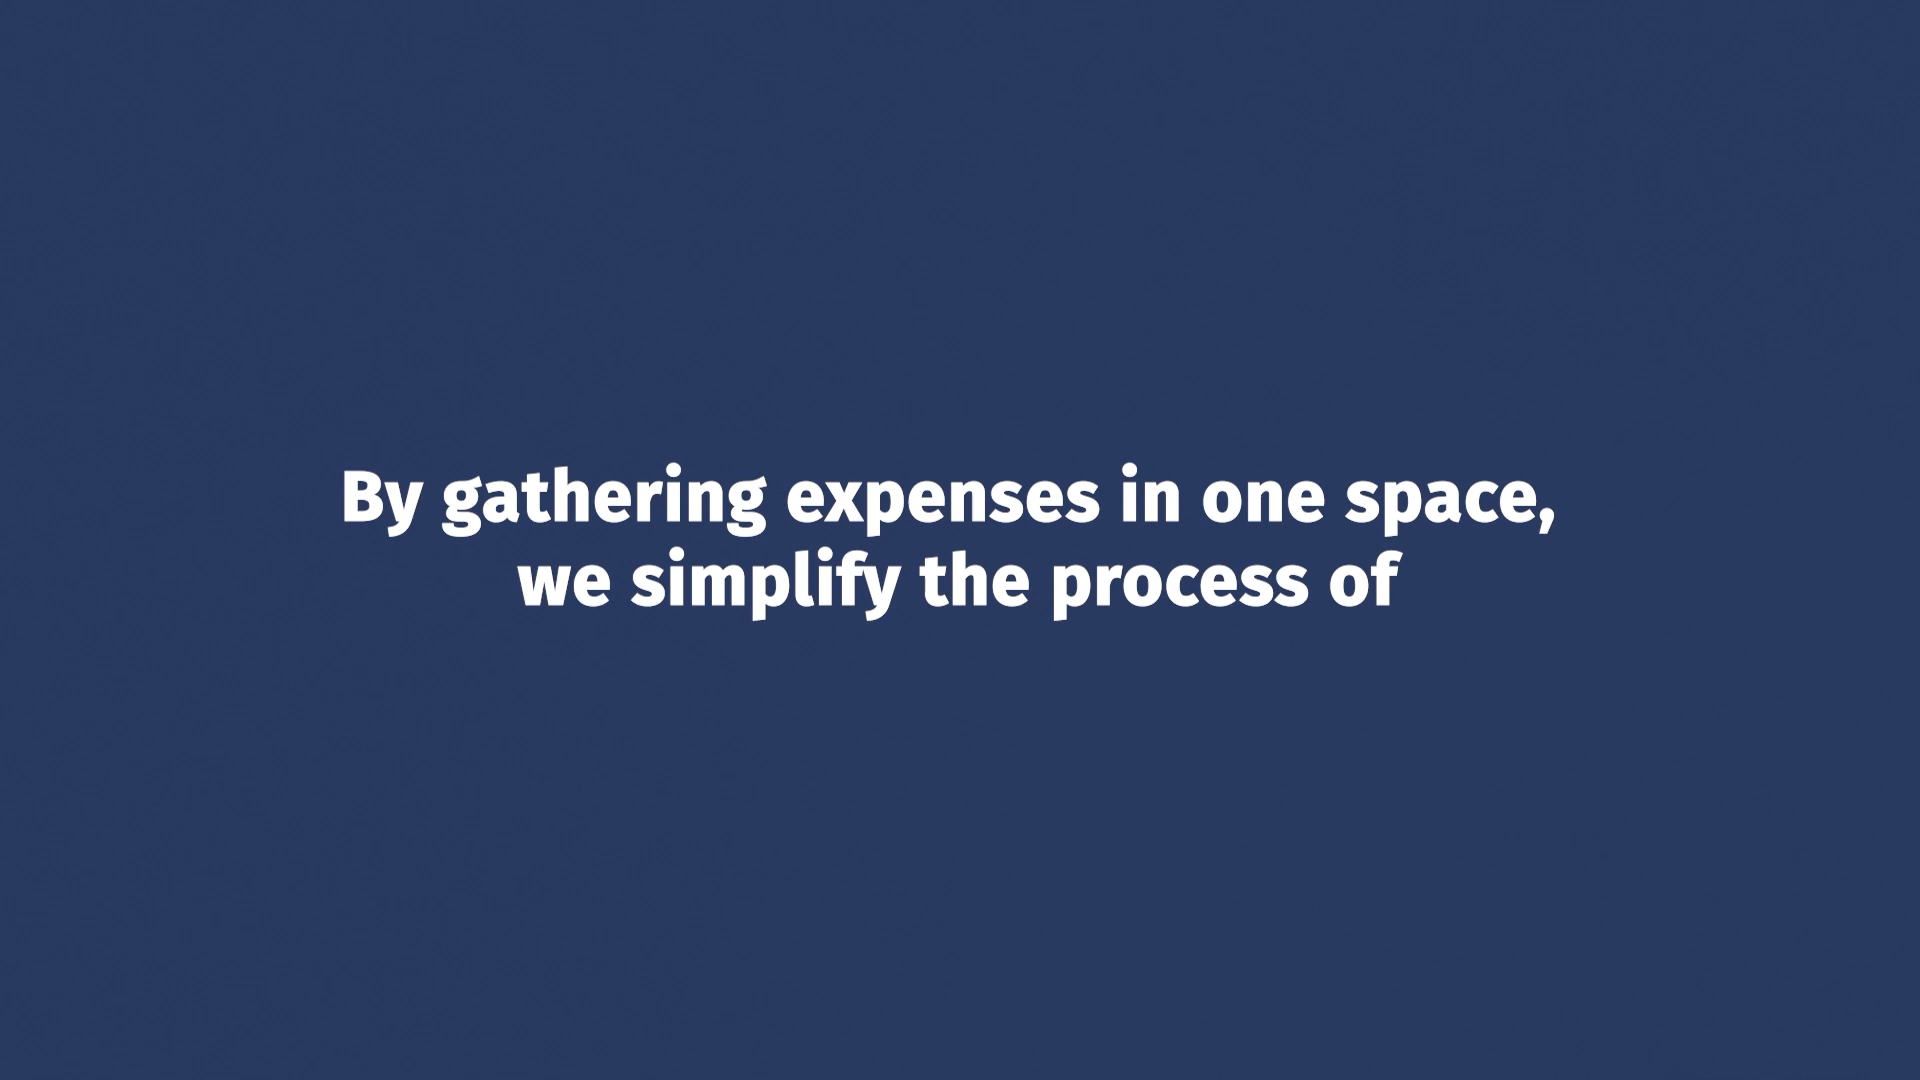 By gathering expenses in one space,
we simplify the process of